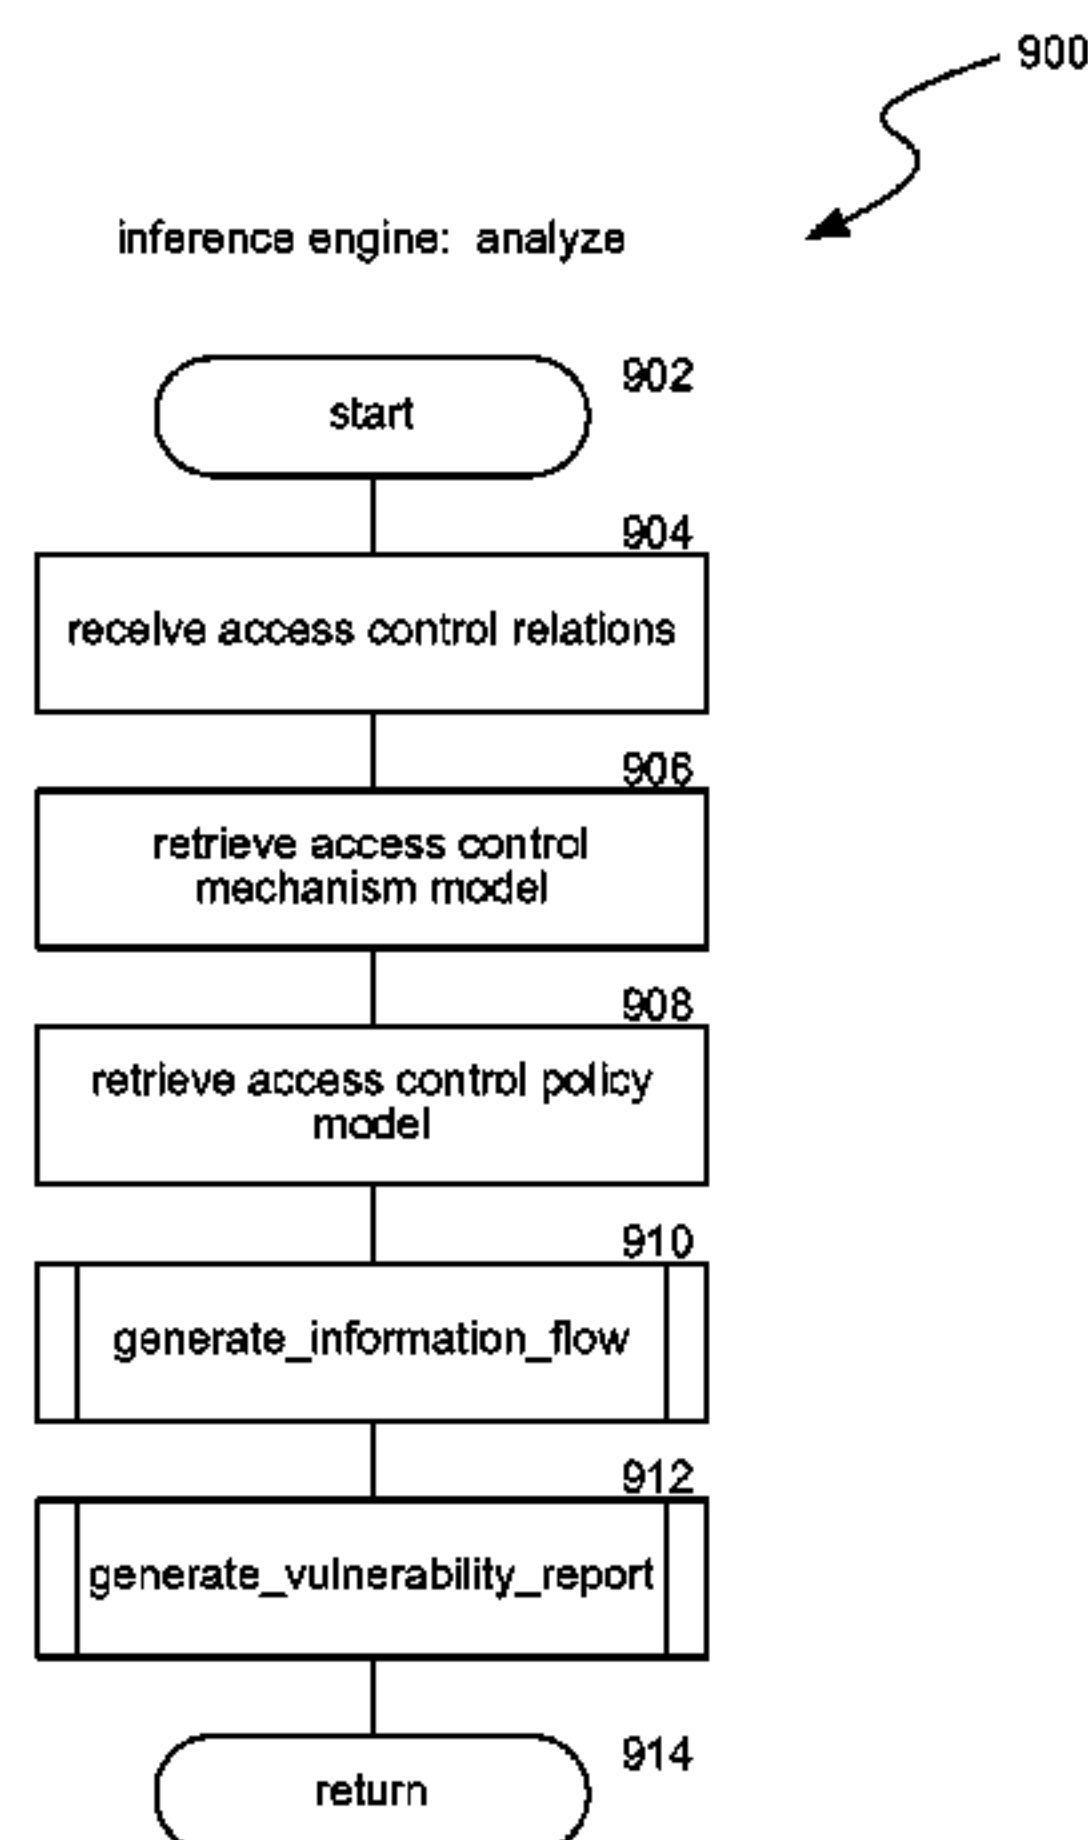 900
inference engine: analyze
902
start
904
receive access control relations
906
retrieve access control
mechanism model
908
retrieve access control policy
model
910
generate_information_flow
912
generate_vulnerability_report
914
return